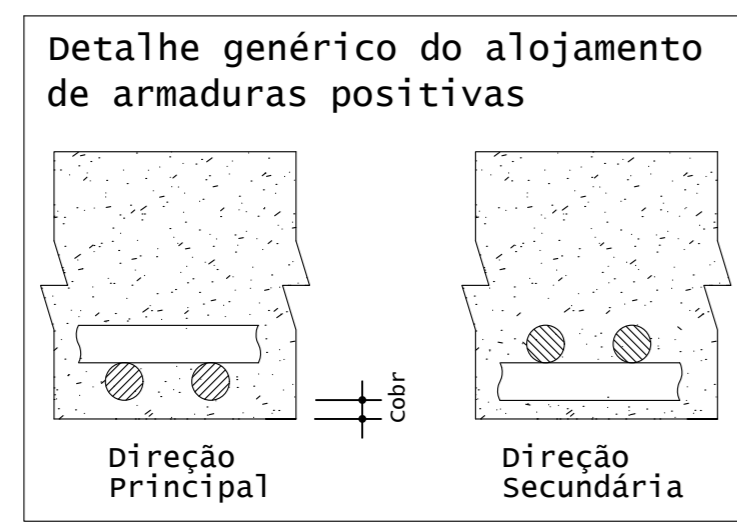 Detalhe genérico do alojamento
de armaduras positivas
Cobr
Direção
Principal
Direção
Secundária